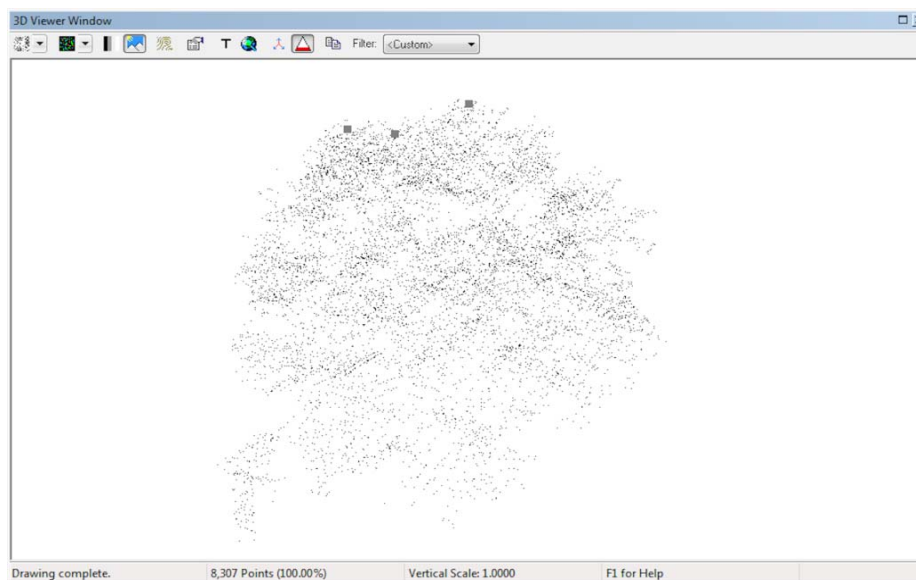 3D Viewer Window
T Filter: <Custom>
Drawing complete. 8,307 Points (100.00%) Vertical Scale: 1.0000 F1 for Help